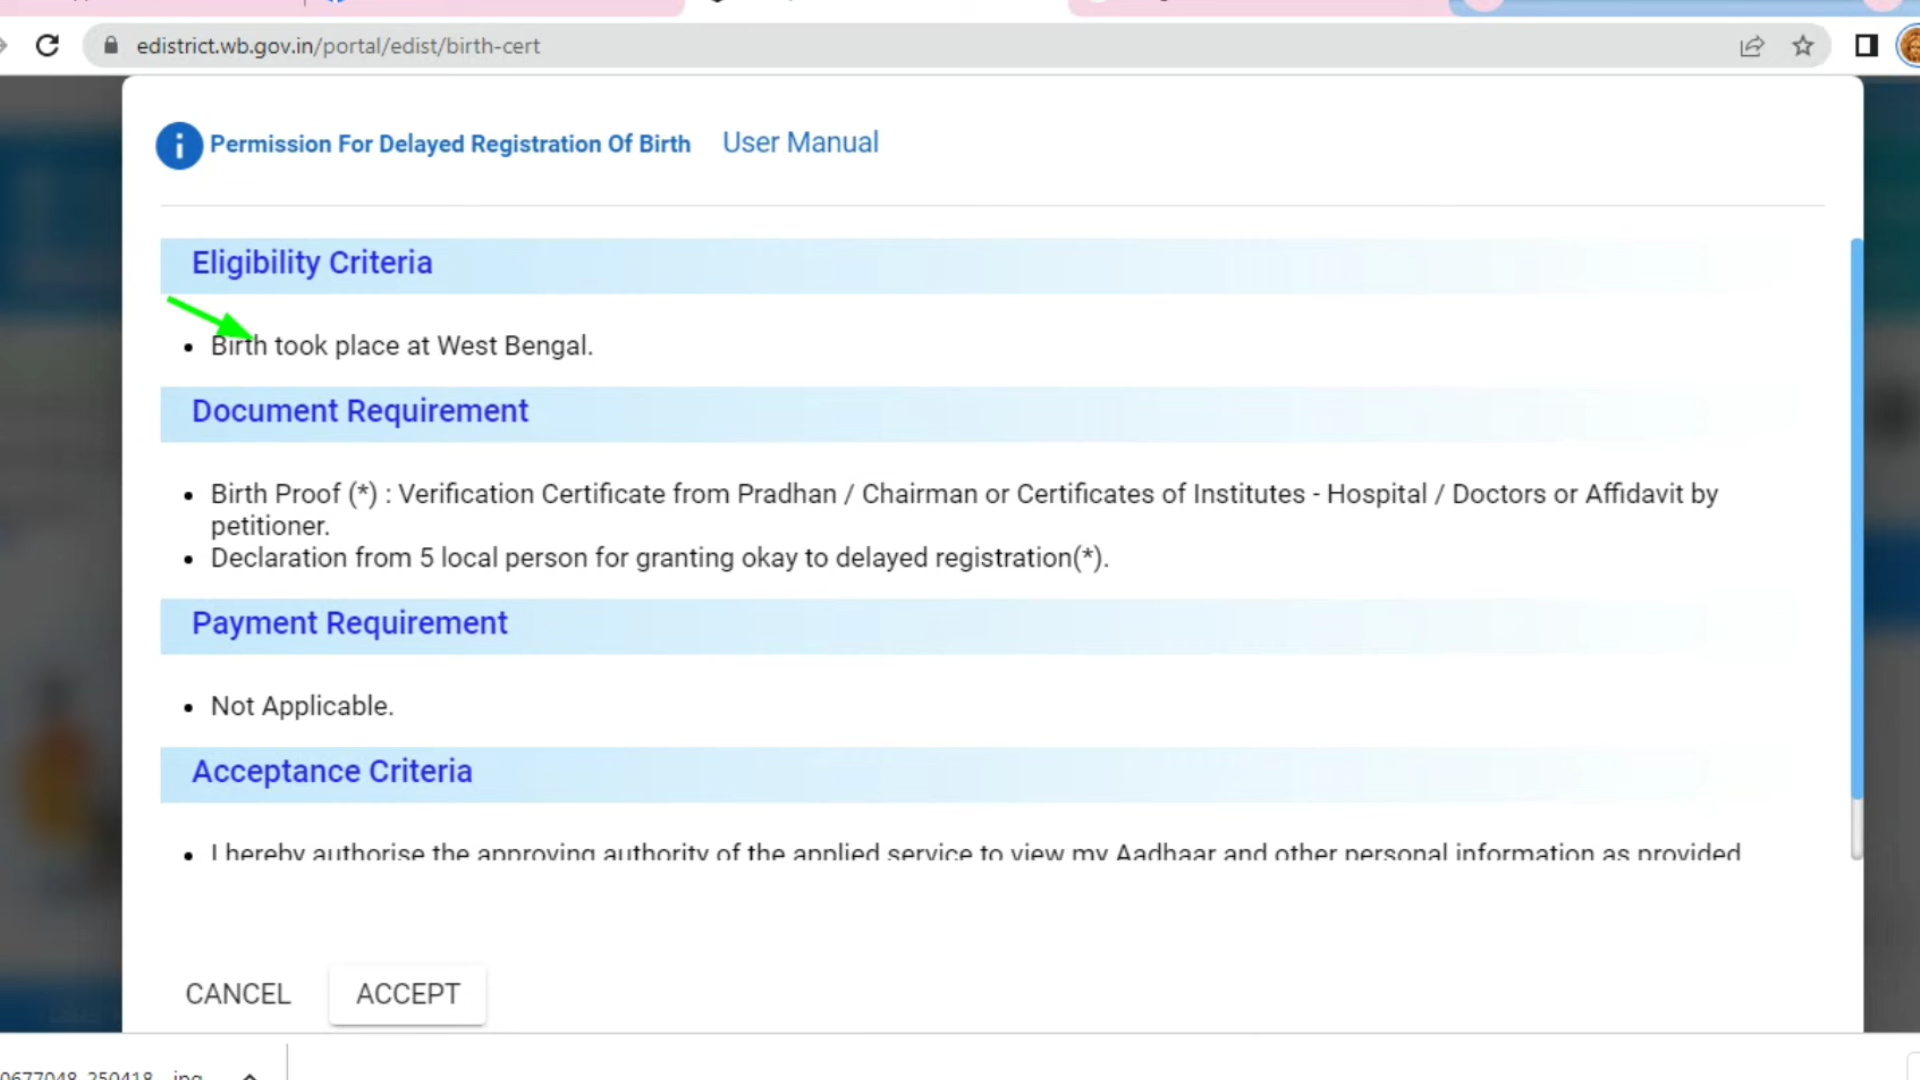 edistrict.wb.gov.in/portal/edist/birth-cert
Permission For Delayed Registration Of Birth User Manual
Eligibility Criteria
Birth took place at West Bengal.
Document Requirement
Birth Proof (*) : Verification Certificate from Pradhan / Chairman or Certificates of Institutes - Hospital / Doctors or Affidavit by
petitioner.
Declaration from 5 local person for granting okay to delayed registration(*).
Payment Requirement
Not Applicable.
Acceptance Criteria
I hereby authorise the approving authority of the applied service to view my Aadhaar and other personal information as provided
CANCEL ACCEPT